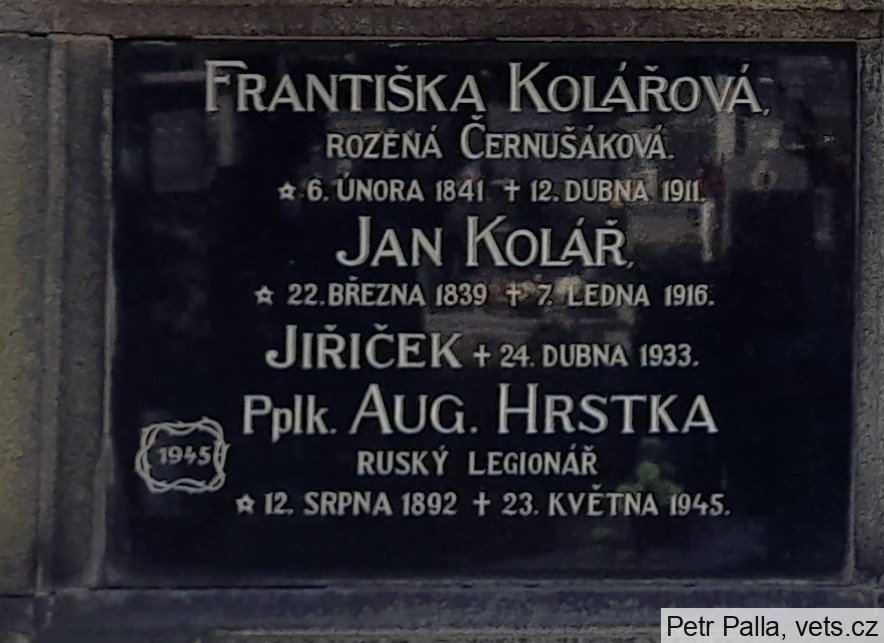 FRANTIŠKA KOLÁŘOVÁ,
ROZENÁ ČERNUŠÁKOVÁ.
☆ 6. ÚNORA 1841 ✝ 12. DUBNA 1911.
JAN KOLÁŘ,
☆ 22. BŘEZNA 1839 ✝ 7. LEDNA 1916.
JIŘIČEK ✝ 24. DUBNA 1933.
Pplk. AUG. HRSTKA
1945
RUSKÝ LEGIONÁŘ
☆ 12. SRPNA 1892 ✝ 23. KVĚTNA 1945.
Petr Palla, vets.cz